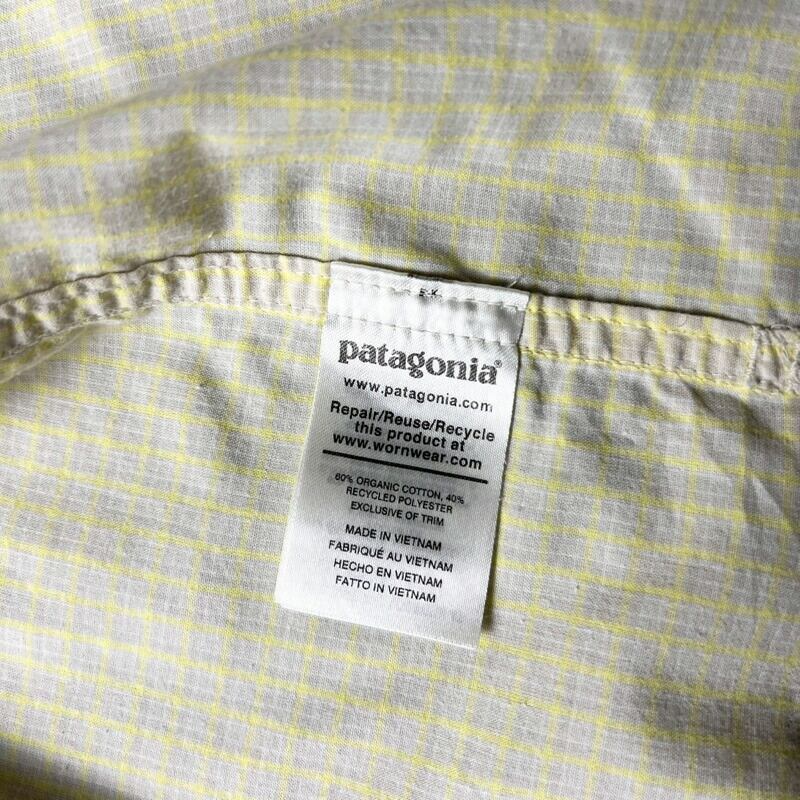 E-K
patagonia®
www.patagonia.com
Repair/Reuse/Recycle
this product at
www.wornwear.com
60% ORGANIC COTTON, 40%
RECYCLED POLYESTER
EXCLUSIVE OF TRIM
MADE IN VIETNAM
FABRIQUÉ AU VIETNAM
HECHO EN VIETNAM
FATTO IN VIETNAM